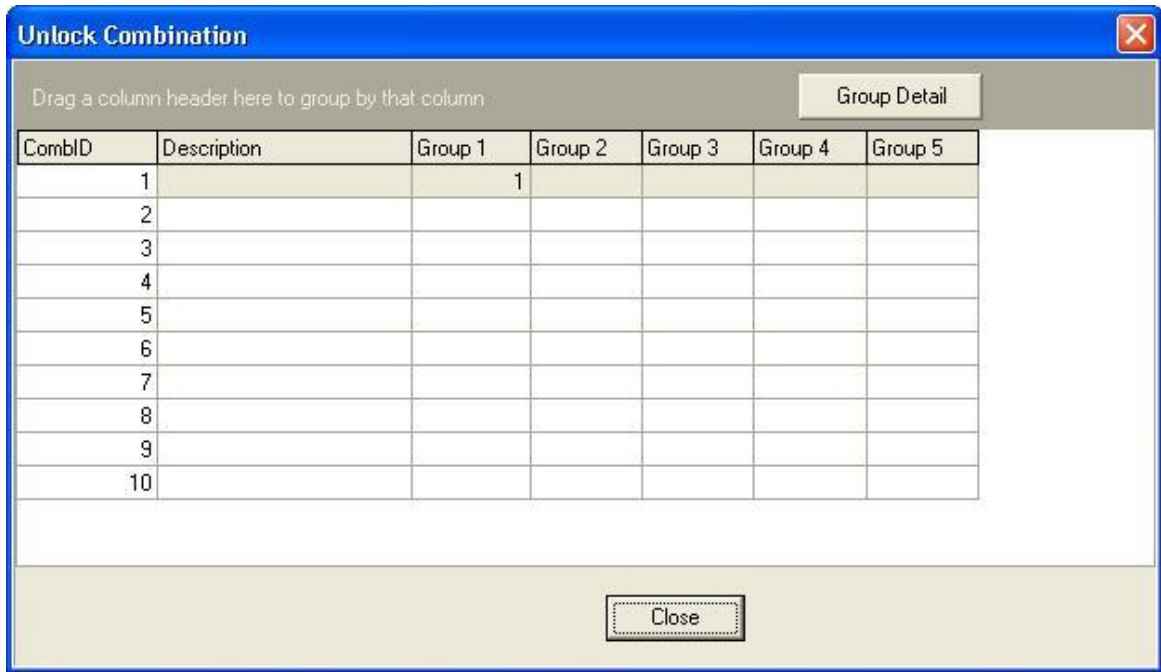 Unlock Combination
Drag a column header here to group by that column
Group Detail
CombID Description Group 1 Group 2 Group 3 Group 4 Group 5
1 1
2
3
4
5
6
7
8
9
10
Close